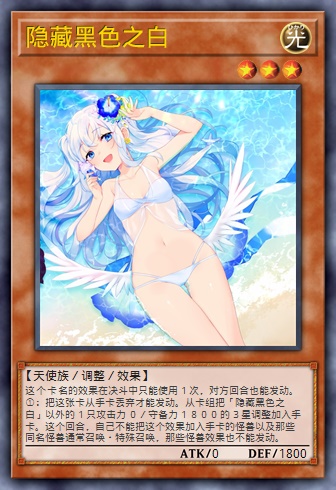 隐藏黑色之白
光
【天使族/调整/效果】
这个卡名的效果在决斗中只能使用1次,对方回合也能发动。
①:把这张卡从手卡丢弃才能发动。从卡组把「隐藏黑色之
白」以外的1只攻击力0/守备力1800的3星调整加入手
卡。这个回合,自己不能把这个效果加入手卡的怪兽以及那些
同名怪兽通常召唤·特殊召唤,那些怪兽效果也不能发动。
ATK/0 DEF/1800